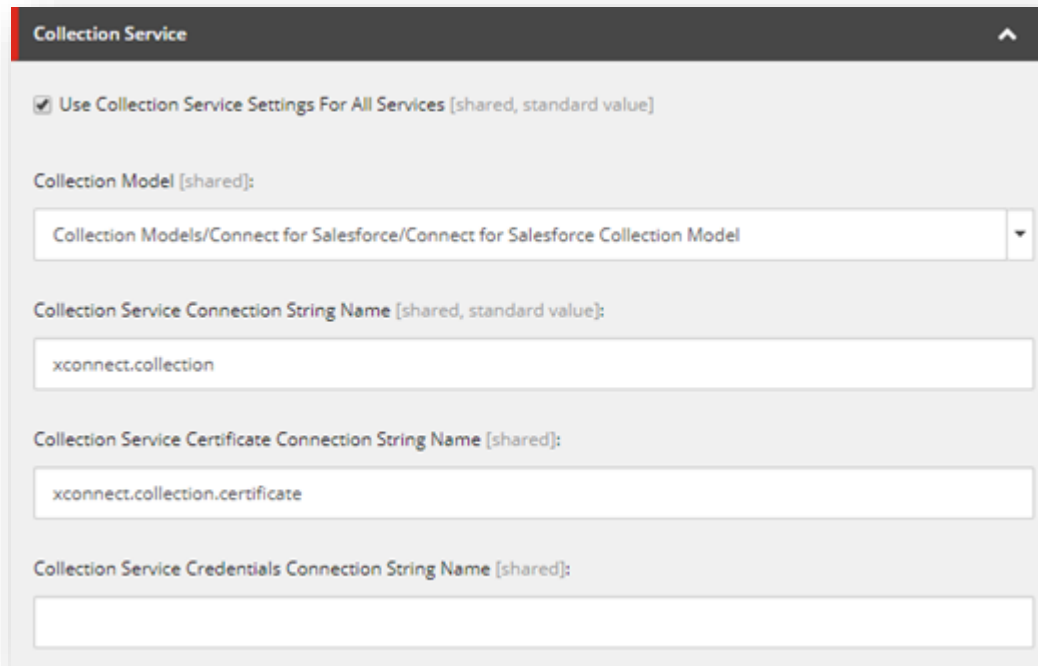 Collection Service
Use Collection Service Settings For All Services [shared, standard value]
Collection Model [shared]:
Collection Models/Connect for Salesforce/Connect for Salesforce Collection Model
Collection Service Connection String Name [shared, standard value]:
xconnect.collection
Collection Service Certificate Connection String Name [shared]:
xconnect.collection.certificate
Collection Service Credentials Connection String Name [shared]: